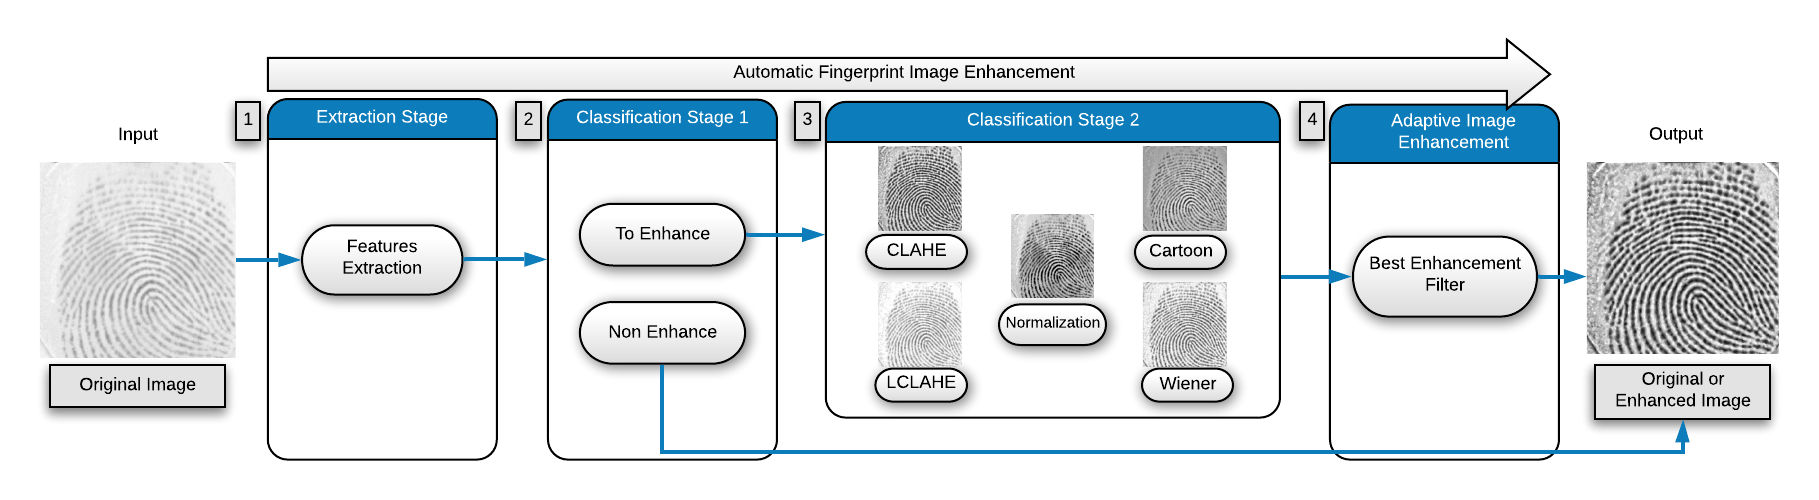 Automatic Fingerprint Image Enhancement
Input
Original Image
1
Extraction Stage
Features
Extraction
2
Classification Stage 1
To Enhance
Non Enhance
3
Classification Stage 2
CLAHE
Cartoon
Normalization
LCLAHE
Wiener
4
Adaptive Image
Enhancement
Best Enhancement
Filter
Output
Original or
Enhanced Image